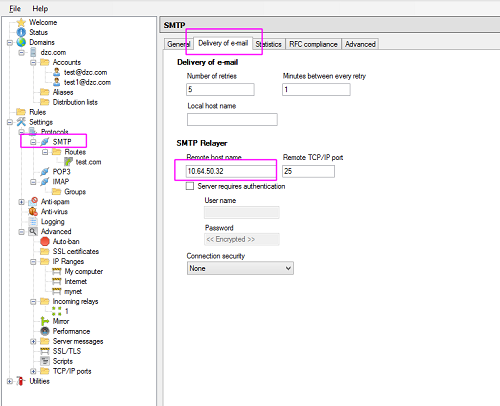 File Help
Welcome
Status
Domains
dzc.com
Accounts
test@dzc.com
test1@dzc.com
Aliases
Distribution lists
Rules
Settings
Protocols
SMTP
Routes
test.com
POP3
IMAP
Groups
Anti-spam
Anti-virus
Logging
Advanced
Auto-ban
SSL certificates
IP Ranges
My computer
Internet
mynet
Incoming relays
1
Mirror
Performance
Server messages
SSL/TLS
Scripts
TCP/IP ports
Utilities
SMTP
General Delivery of e-mail Statistics RFC compliance Advanced
Delivery of e-mail
Number of retries Minutes between every retry
5 1
Local host name
SMTP Relayer
Remote host name Remote TCP/IP port
10.64.50.32 25
Server requires authentication
User name
Password
<< Encrypted >>
Connection security
None